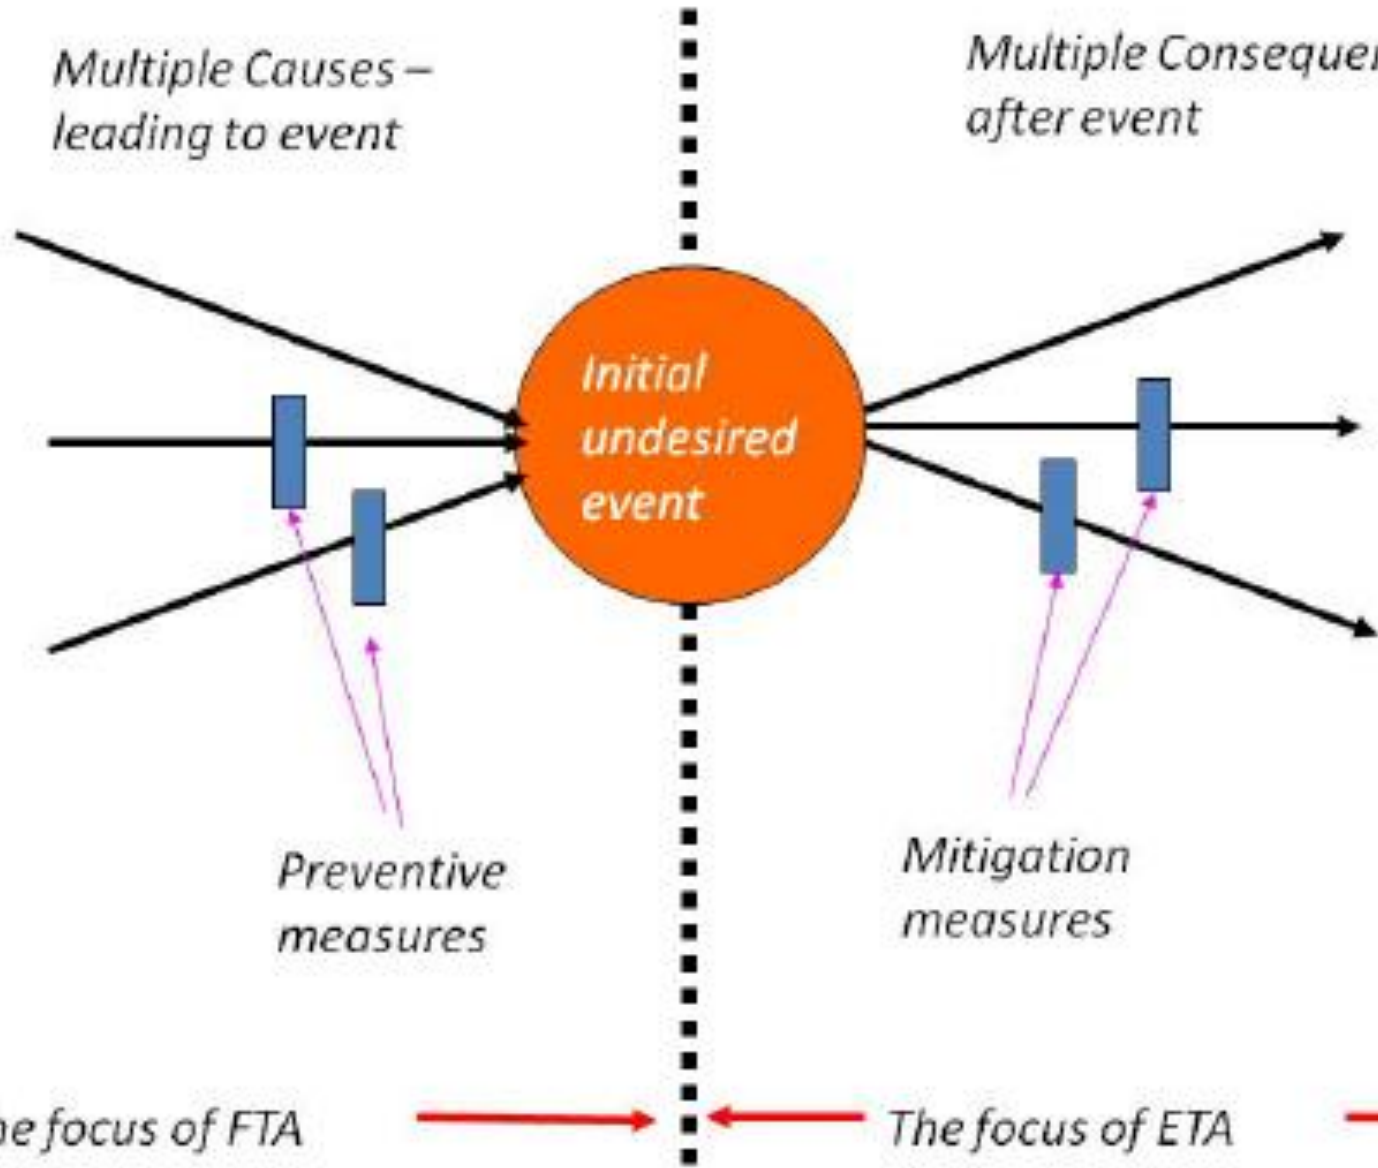 Multiple Causes –
leading to event
Multiple Consequen
after event
Initial
undesired
event
Preventive
measures
Mitigation
measures
he focus of FTA
The focus of ETA